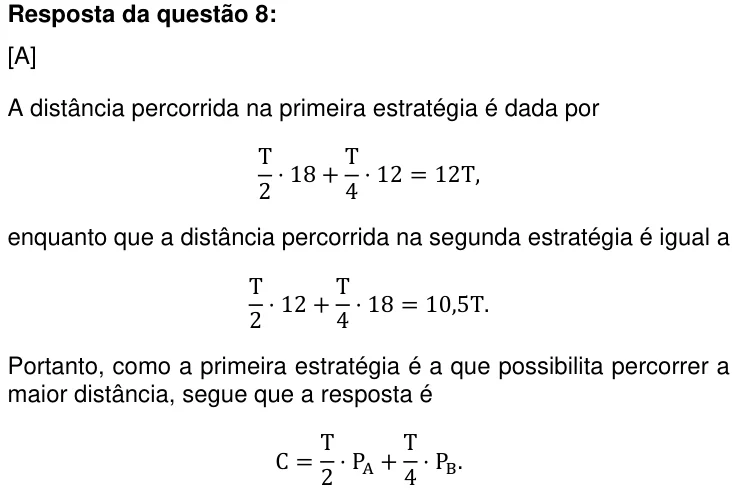 Resposta da questão 8:
[A]
A distância percorrida na primeira estratégia é dada por
T/2 · 18 + T/4 · 12 = 12T,
enquanto que a distância percorrida na segunda estratégia é igual a
T/2 · 12 + T/4 · 18 = 10,5T.
Portanto, como a primeira estratégia é a que possibilita percorrer a
maior distância, segue que a resposta é
C = T/2 · P_A + T/4 · P_B.